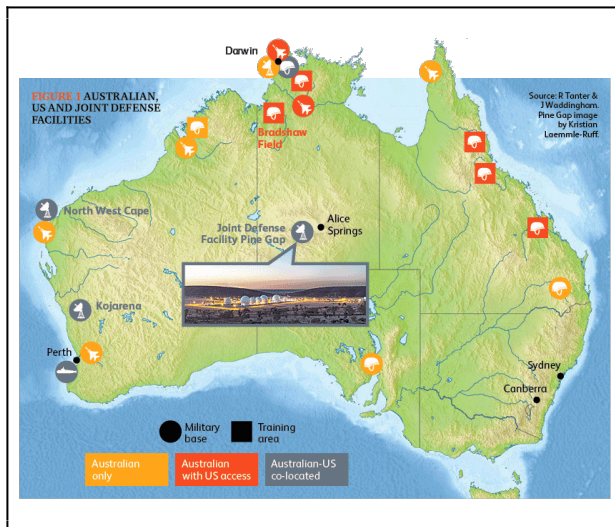 Darwin
FIGURE 1 AUSTRALIAN,
US AND JOINT DEFENSE
FACILITIES
Source: R Tanter &
J Waddingham.
Pine Gap image
by Kristian
Laemmle-Ruff.
Bradshaw
Field
North West Cape
Joint Defense
Facility Pine Gap
Alice
Springs
Kojarena
Perth
Sydney
Canberra
Military
base
Training
area
Australian
only
Australian
with US access
Australian-US
co-located